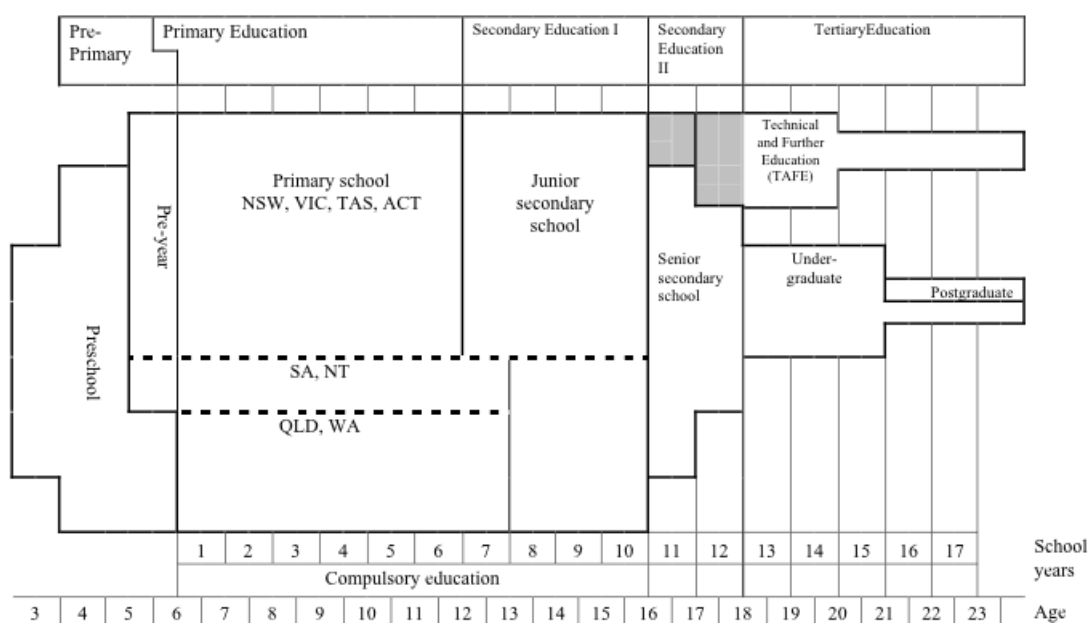 Pre-
Primary
Primary Education
Secondary Education I
Secondary
Education
II
TertiaryEducation
Technical
and Further
Education
(TAFE)
Primary school
NSW, VIC, TAS, ACT
Junior
secondary
school
Pre-year
Preschool
Senior
secondary
school
Under-
graduate
Postgraduate
SA, NT
QLD, WA
1 2 3 4 5 6 7 8 9 10 11 12 13 14 15 16 17
School
years
Compulsory education
3 4 5 6 7 8 9 10 11 12 13 14 15 16 17 18 19 20 21 22 23
Age